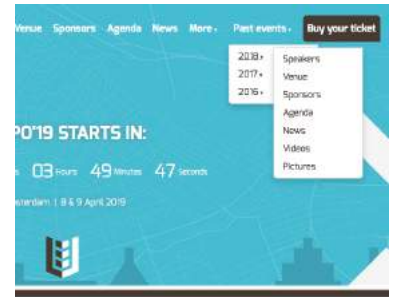 Venue Sponsors Agenda News More Past events Buy your ticket
2018
2017
2016
Speakers
Venue
Sponsors
Agenda
News
Videos
Pictures
PO'19 STARTS IN:
03 Hours 49 Minutes 47 Seconds
sterdam | 8 & 9 April 2019